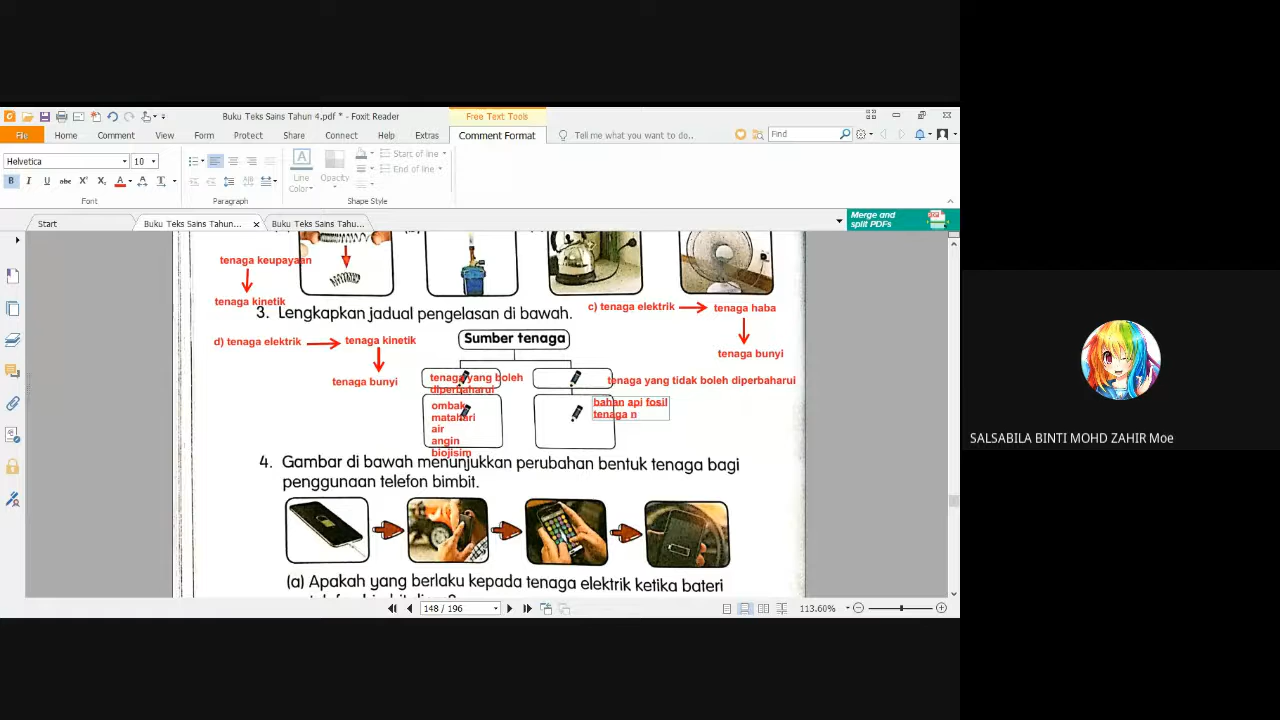 Buku Teks Sains Tahun 4.pdf * - Foxit Reader
Free Text Tools
File
Home
Comment
View
Form
Protect
Share
Connect
Help
Extras
Comment Format
Tell me what you want to do..
Find
Helvetica
10
Start of line
End of line
Line Color
Opacity
Font
Paragraph
Shape Style
Start
Buku Teks Sains Tahun...
Buku Teks Sains Tahu...
Merge and
split PDFs
tenaga keupayaan
tenaga kinetik
3. Lengkapkan jadual pengelasan di bawah.
c) tenaga elektrik
tenaga haba
tenaga bunyi
d) tenaga elektrik
tenaga kinetik
tenaga bunyi
Sumber tenaga
tenaga yang boleh
diperbaharui
tenaga yang tidak boleh diperbaharui
ombak
matahari
air
angin
biojisim
bahan api fosil
tenaga n
4. Gambar di bawah menunjukkan perubahan bentuk tenaga bagi
penggunaan telefon bimbit.
(a) Apakah yang berlaku kepada tenaga elektrik ketika bateri
148 / 196
113.60%
SALSABILA BINTI MOHD ZAHIR Moe